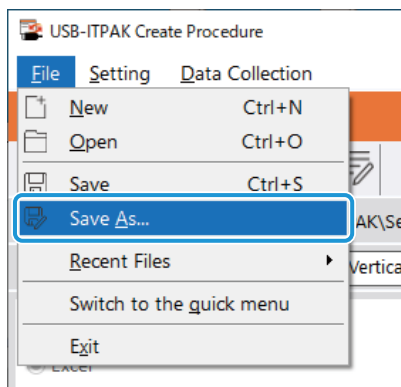 USB-ITPAK Create Procedure
File Setting Data Collection
New Ctrl+N
Open Ctrl+O
Save Ctrl+S
Save As...
AK\Se
Recent Files
Vertica
Switch to the quick menu
Exit
Excel